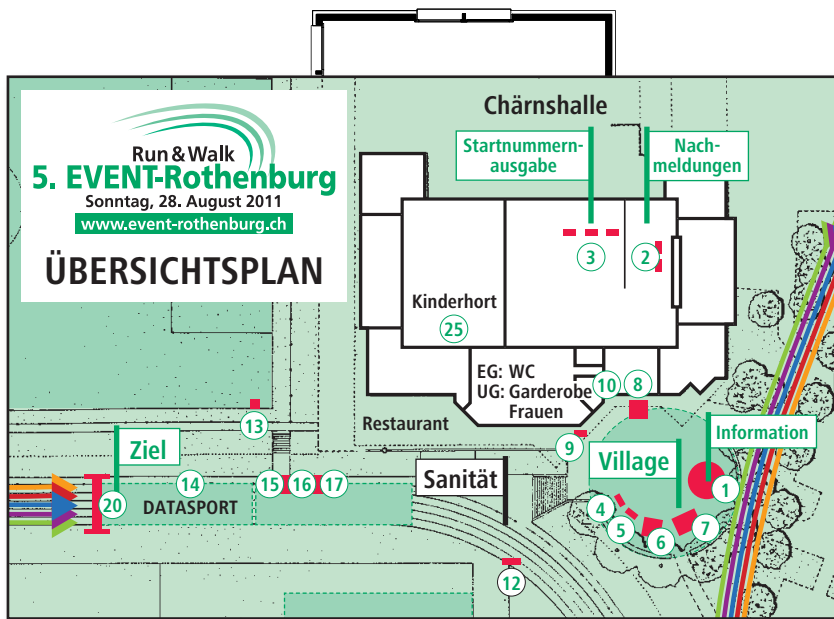 Chärnshalle
Startnummern-
ausgabe
Nach-
meldungen
Run & Walk
5. EVENT-Rothenburg
Sonntag, 28. August 2011
www.event-rothenburg.ch
ÜBERSICHTSPLAN
3
2
Kinderhort
25
EG: WC
UG: Garderobe
Frauen
10
8
13
Restaurant
9
Information
Ziel
Sanität
Village
1
14
15
16
17
20
DATASPORT
4
5
6
7
12